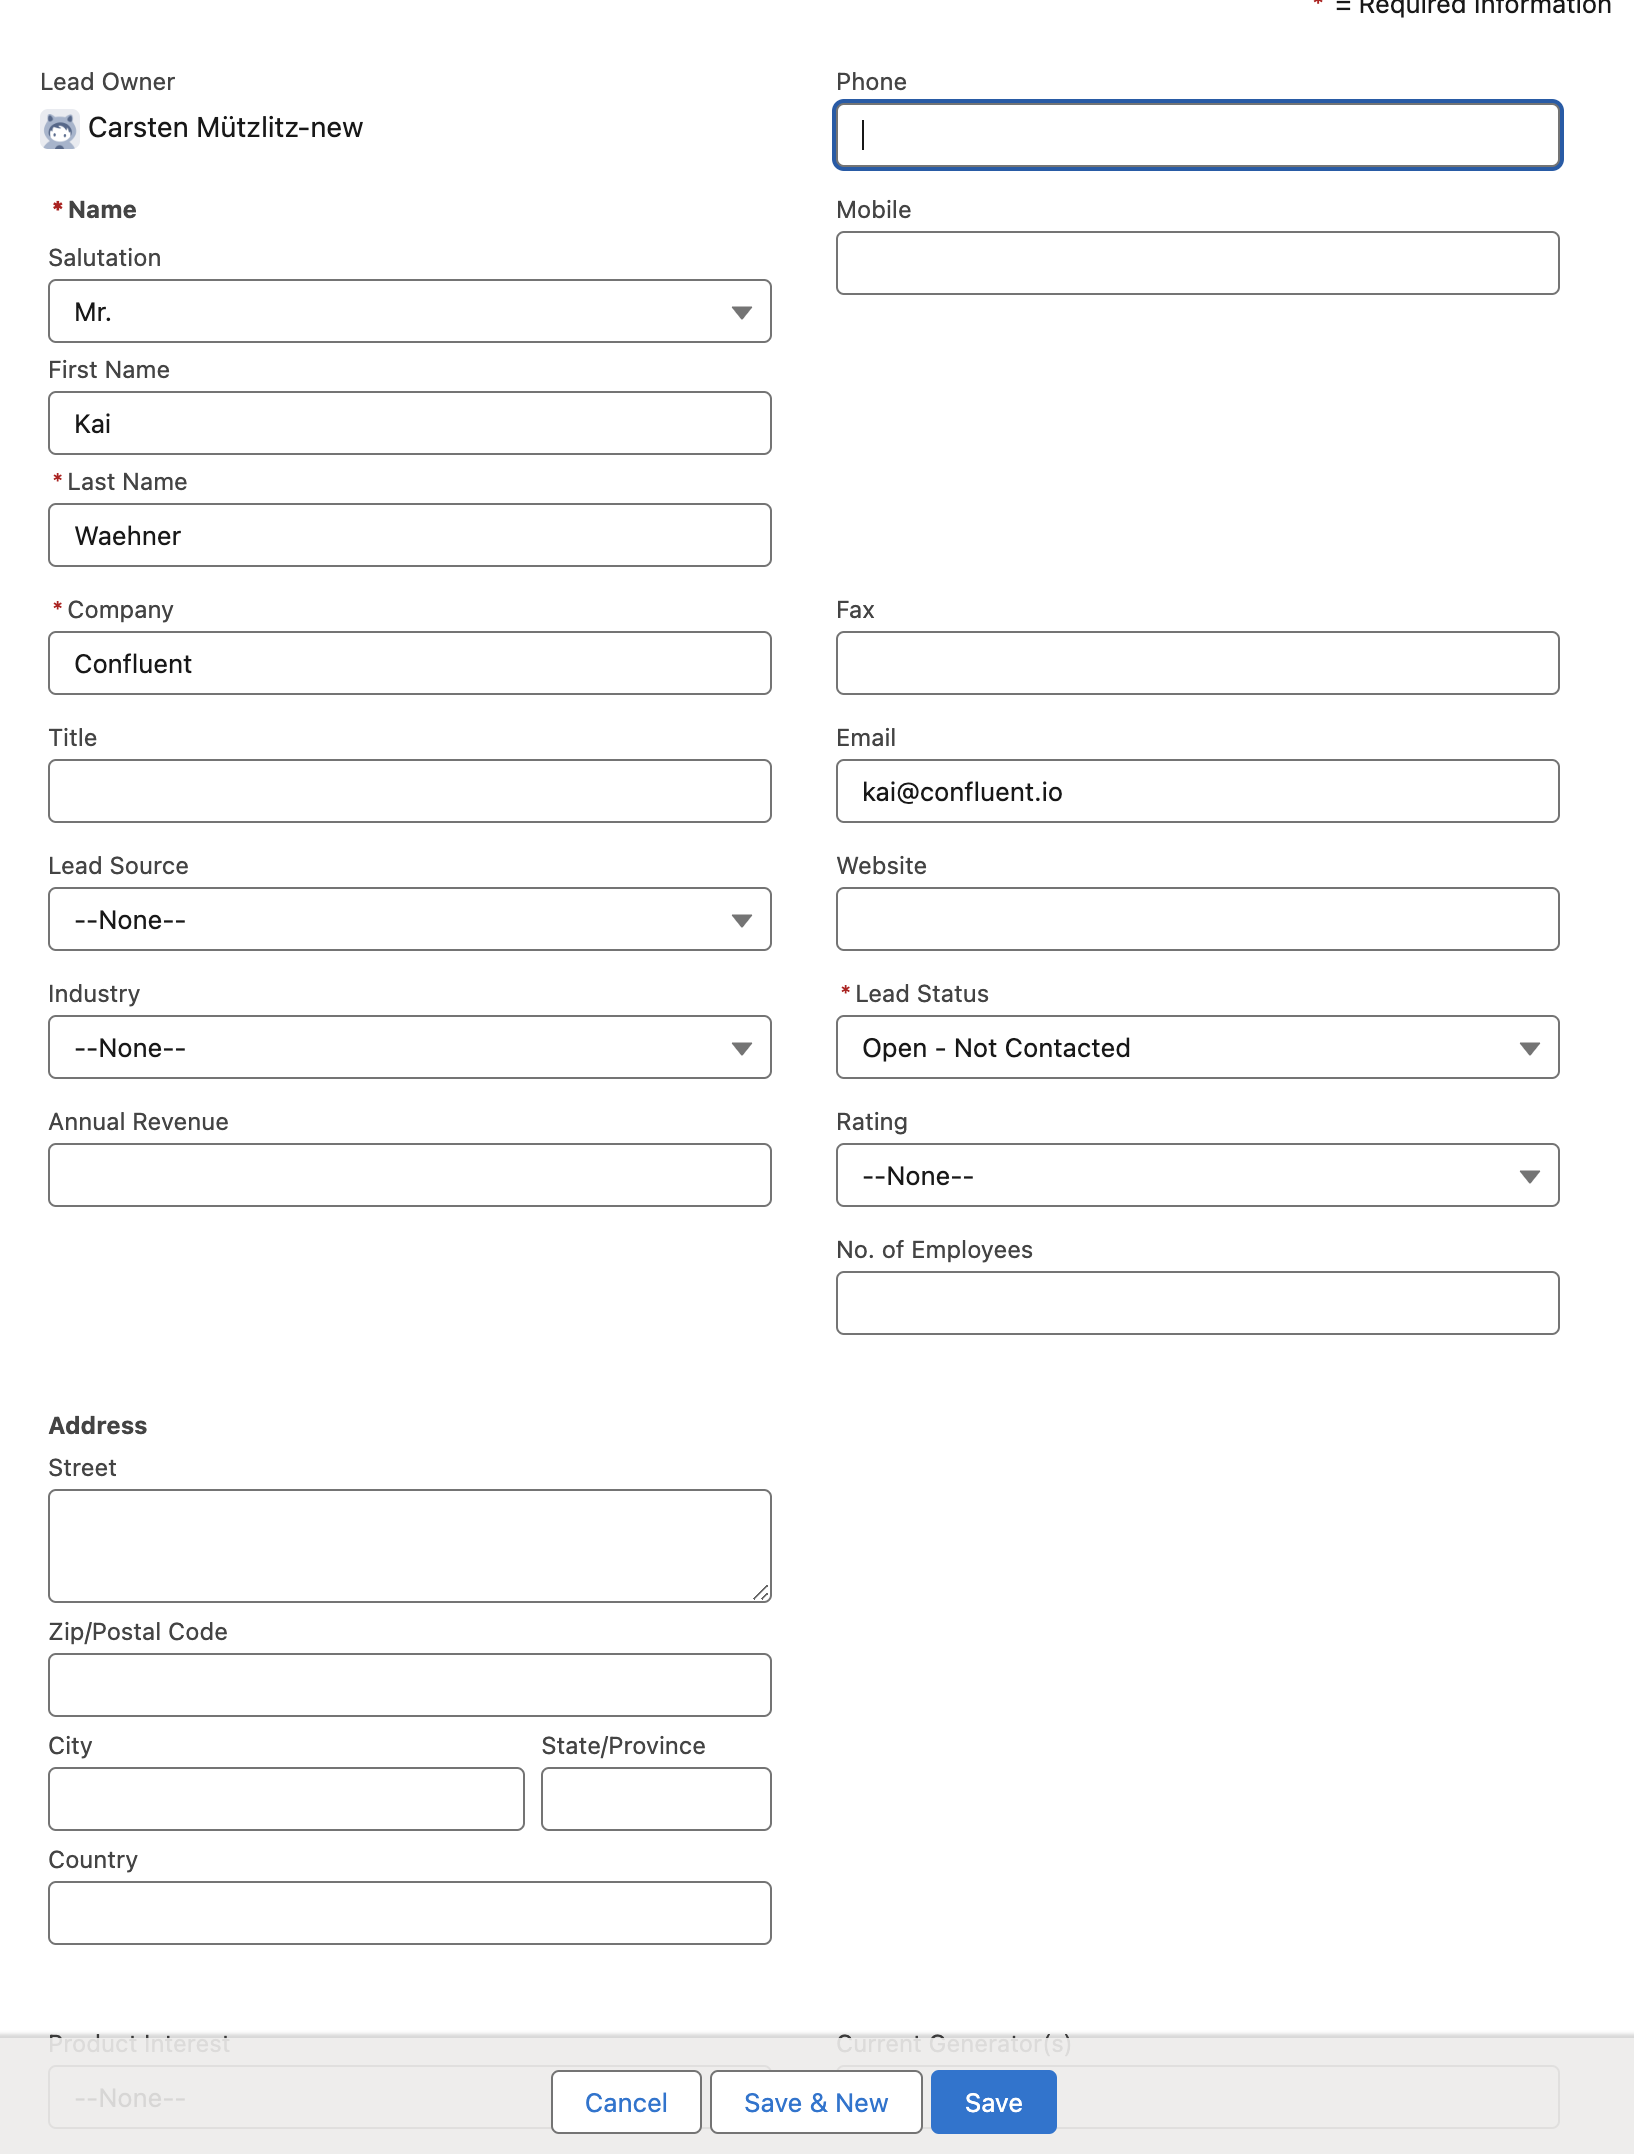 * = Required Information
Lead Owner
Carsten Mützlitz-new
Phone
* Name
Mobile
Salutation
Mr.
First Name
Kai
* Last Name
Waehner
* Company
Confluent
Fax
Title
Email
kai@confluent.io
Lead Source
--None--
Website
Industry
--None--
* Lead Status
Open - Not Contacted
Annual Revenue
Rating
--None--
No. of Employees
Address
Street
Zip/Postal Code
City
State/Province
Country
Product Interest
Current Generator(s)
--None--
Cancel
Save & New
Save